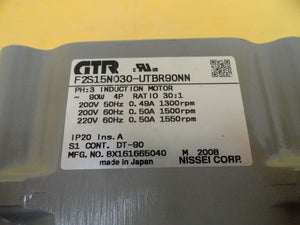 GTR
FZS15N030-UTBR90NN
PH:3 INDUCTION MOTOR
~ 90W 4P RATIO 30:1
200V 50Hz 0.49A 1300rpm
200V 60Hz 0.50A 1500rpm
220V 60Hz 0.50A 1550rpm
IP20 Ins.A
S1 CONT. DT-90
MFG.NO.8X161665040 M 2008
made in Japan NISSEI CORP.